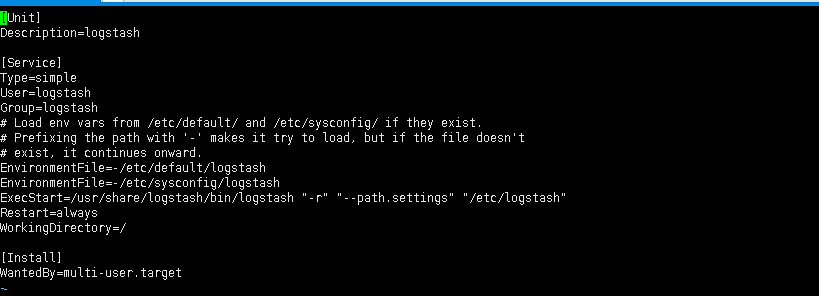 [Unit]
Description=logstash

[Service]
Type=simple
User=logstash
Group=logstash
# Load env vars from /etc/default/ and /etc/sysconfig/ if they exist.
# Prefixing the path with '-' makes it try to load, but if the file doesn't
# exist, it continues onward.
EnvironmentFile=-/etc/default/logstash
EnvironmentFile=-/etc/sysconfig/logstash
ExecStart=/usr/share/logstash/bin/logstash "-r" "--path.settings" "/etc/logstash"
Restart=always
WorkingDirectory=/

[Install]
WantedBy=multi-user.target
~